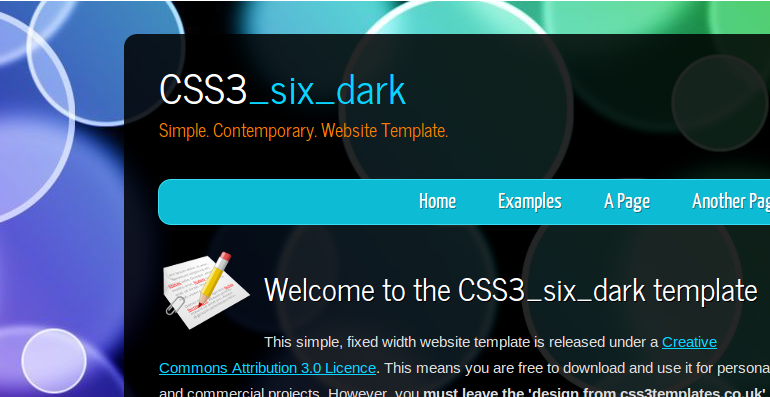 CSS3_six_dark
Simple. Contemporary. Website Template.
Home Examples A Page Another
Welcome to the CSS3_six_dark template
This simple, fixed width website template is released under a Creative
Commons Attribution 3.0 Licence. This means you are free to download and use it for
and commercial projects. However, you must leave the 'design from css3templates.co.uk'